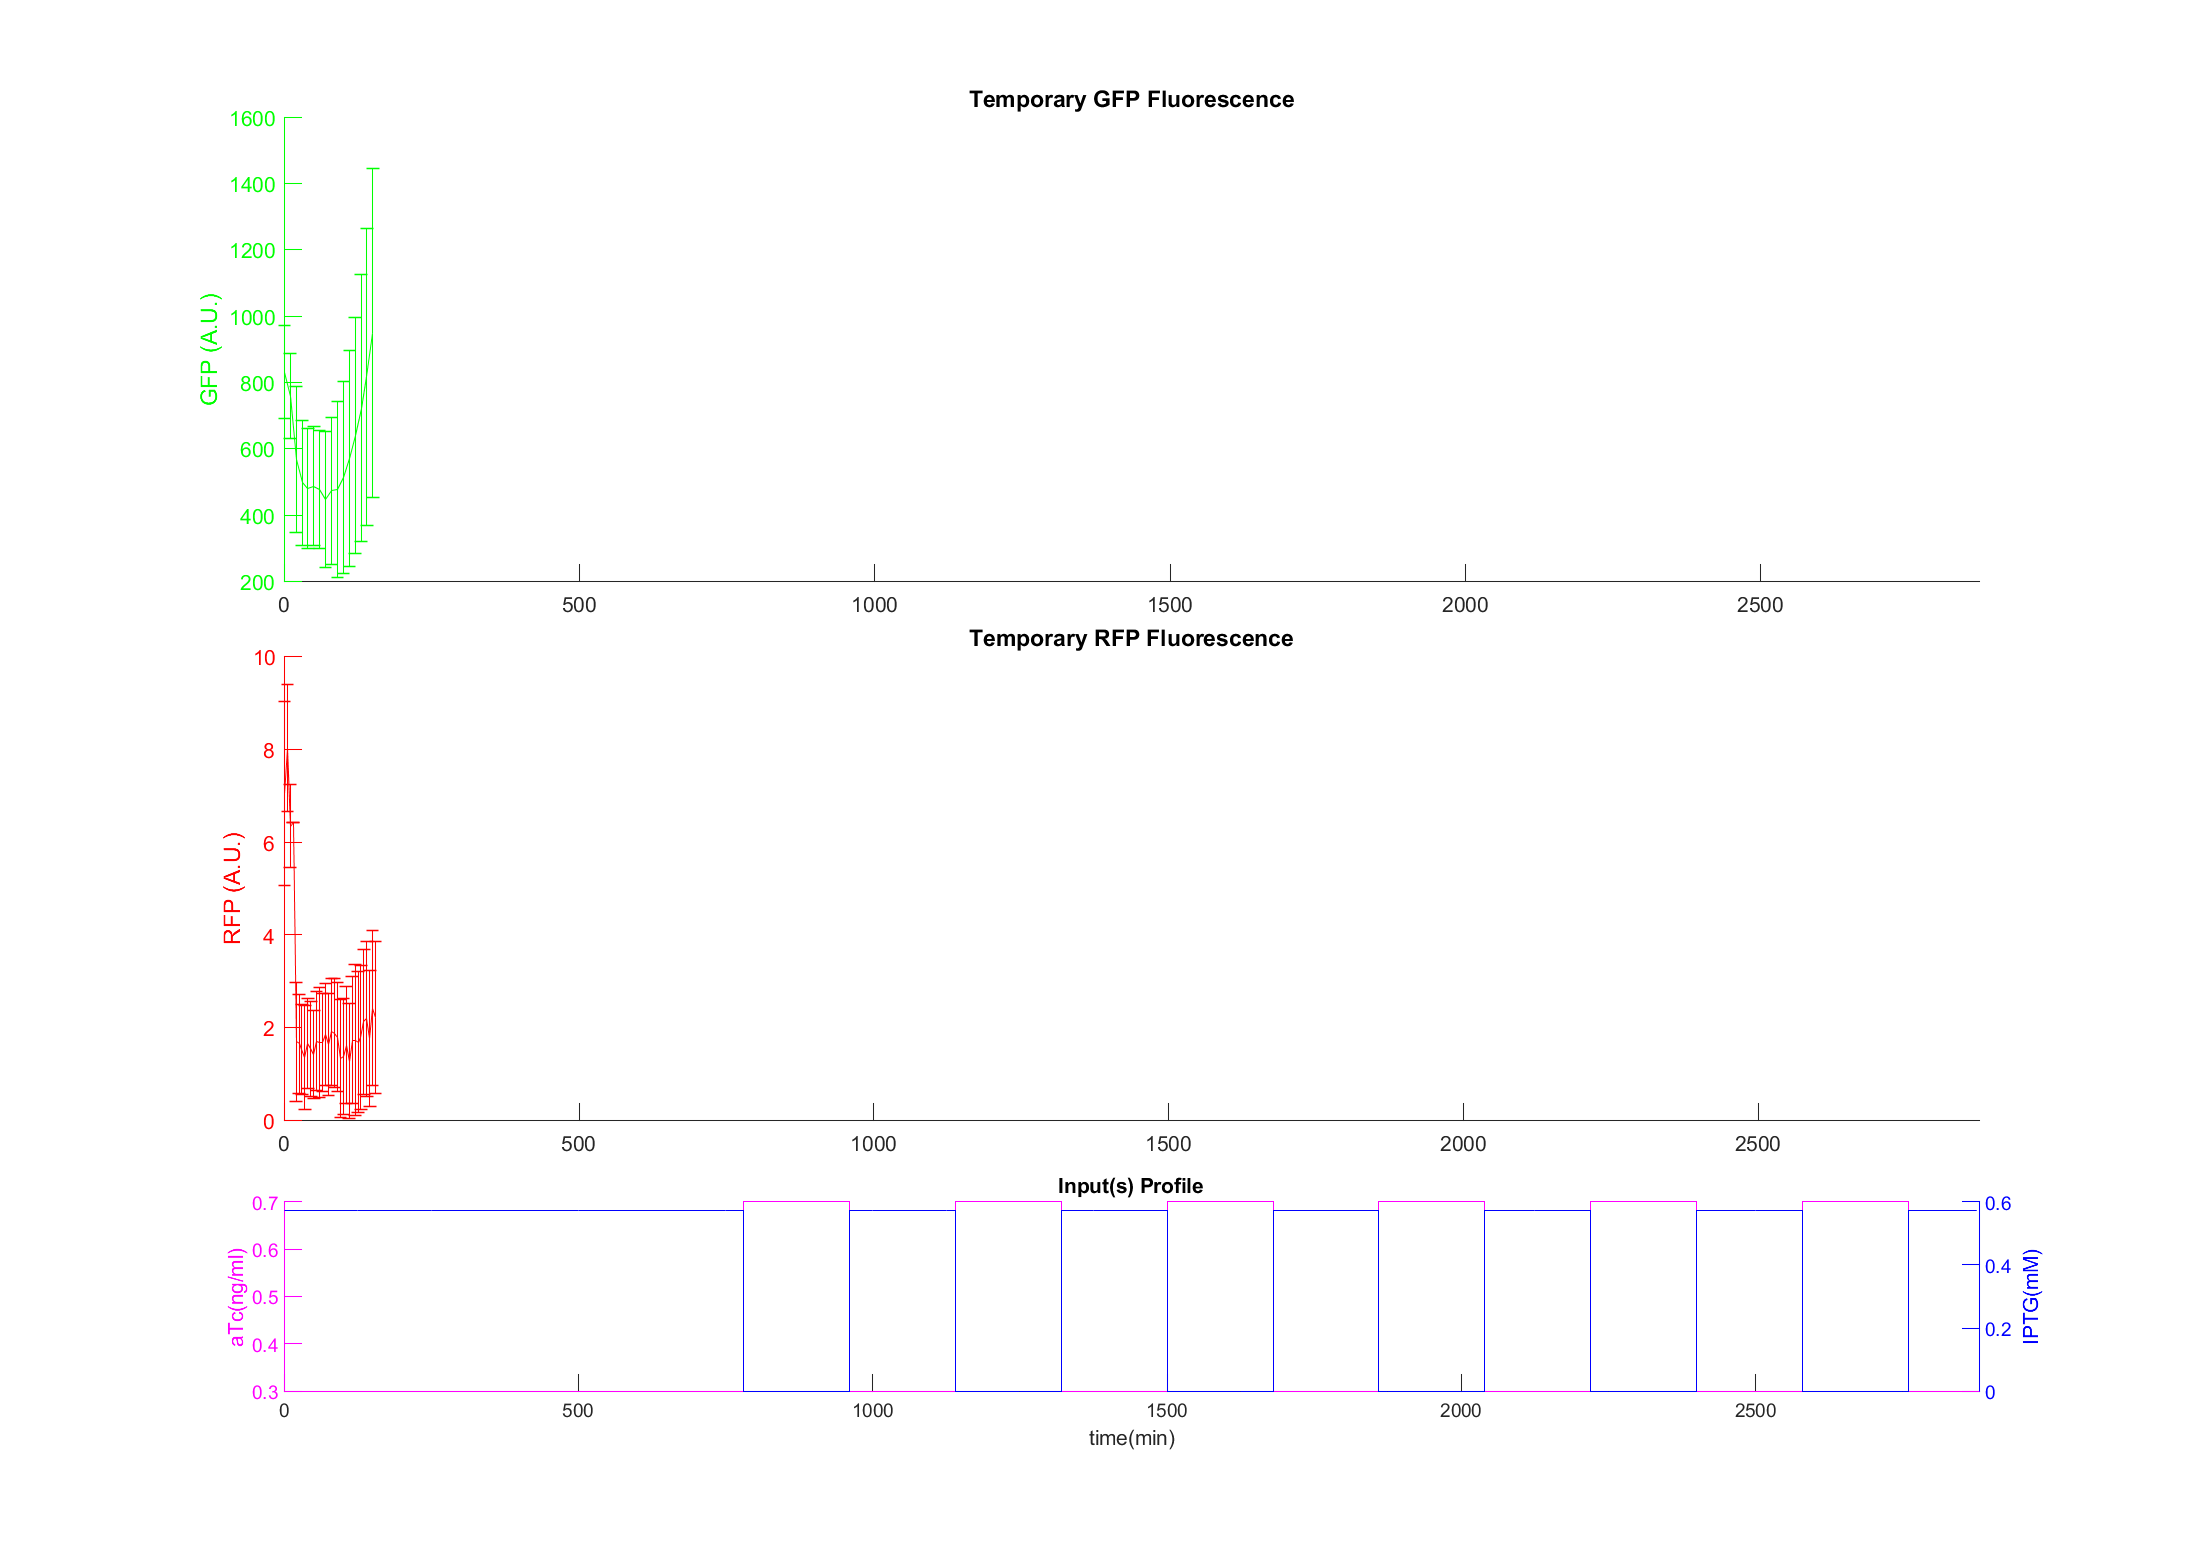 Temporary GFP Fluorescence
1600
1400
1200
1000
800
600
400
200
GFP (A.U.)
0 500 1000 1500 2000 2500
Temporary RFP Fluorescence
10
8
6
4
2
0
RFP (A.U.)
0 500 1000 1500 2000 2500
Input(s) Profile
0.7
0.6
0.5
0.4
0.3
aTc(ng/ml)
0.6
0.4
0.2
0
IPTG(mM)
0 500 1000 1500 2000 2500
time(min)